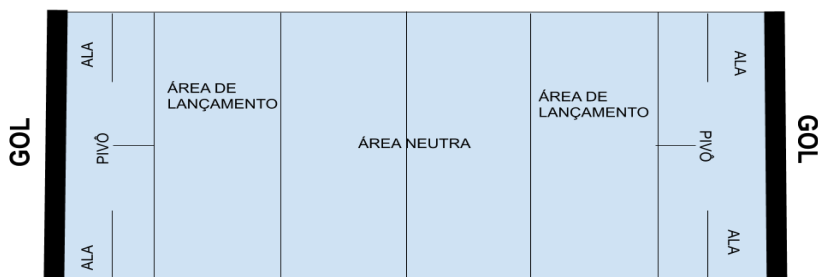 GOL
ALA
PIVÔ
ALA
ÁREA DE
LANÇAMENTO
ÁREA NEUTRA
ÁREA DE
LANÇAMENTO
ALA
PIVÔ
ALA
GOL